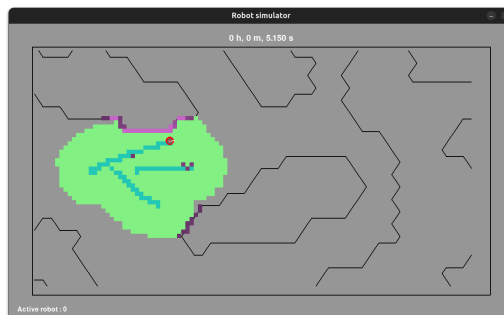 Robot simulator
0 h, 0 m, 5.150 s
Active robot : 0